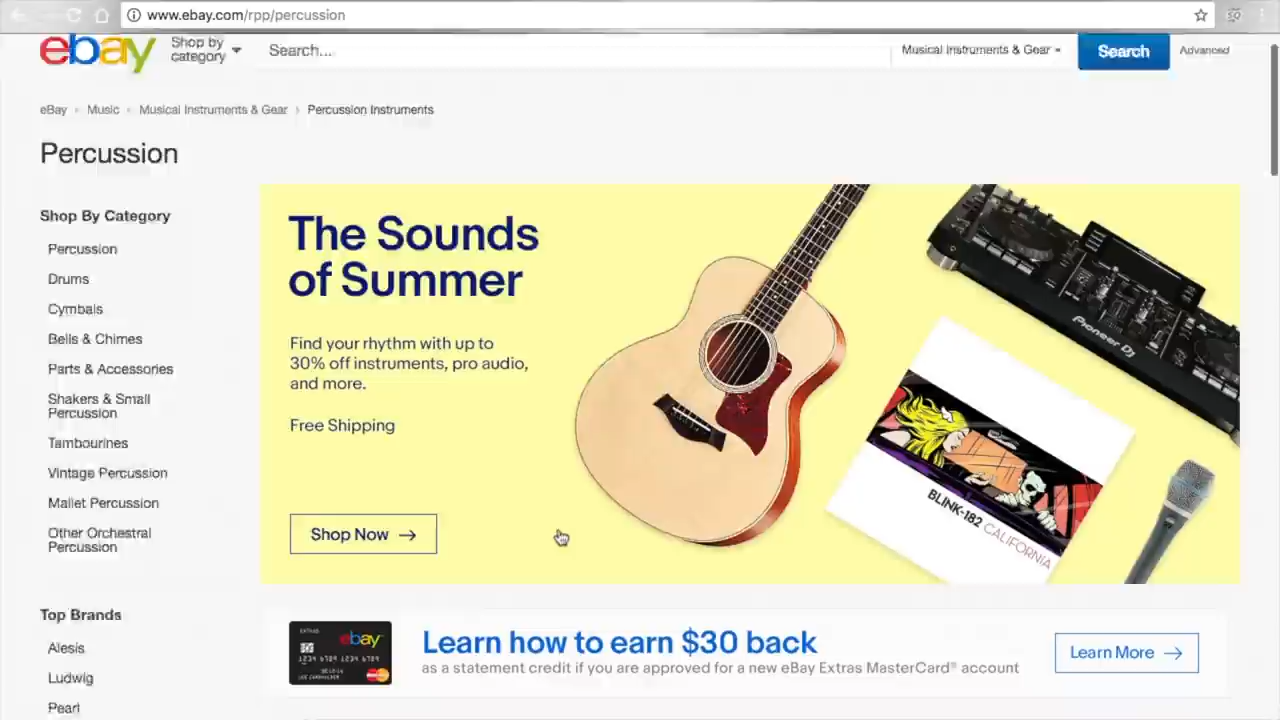 www.ebay.com/rpp/percussion
ebay
Shop by
category
Search...
Musical Instruments & Gear
Search
Advanced
eBay
Music
Musical Instruments & Gear
Percussion Instruments
Percussion
Shop By Category
Percussion
Drums
Cymbals
Bells & Chimes
Parts & Accessories
Shakers & Small
Percussion
Tambourines
Vintage Percussion
Mallet Percussion
Other Orchestral
Percussion
Top Brands
Alesis
Ludwig
Pearl
The Sounds
of Summer
Find your rhythm with up to
30% off instruments, pro audio,
and more.
Free Shipping
Shop Now
Pioneer DJ
BLINK-182 CALIFORNIA
EXTRAS
ebay
Learn how to earn $30 back
as a statement credit if you are approved for a new eBay Extras MasterCard® account
Learn More